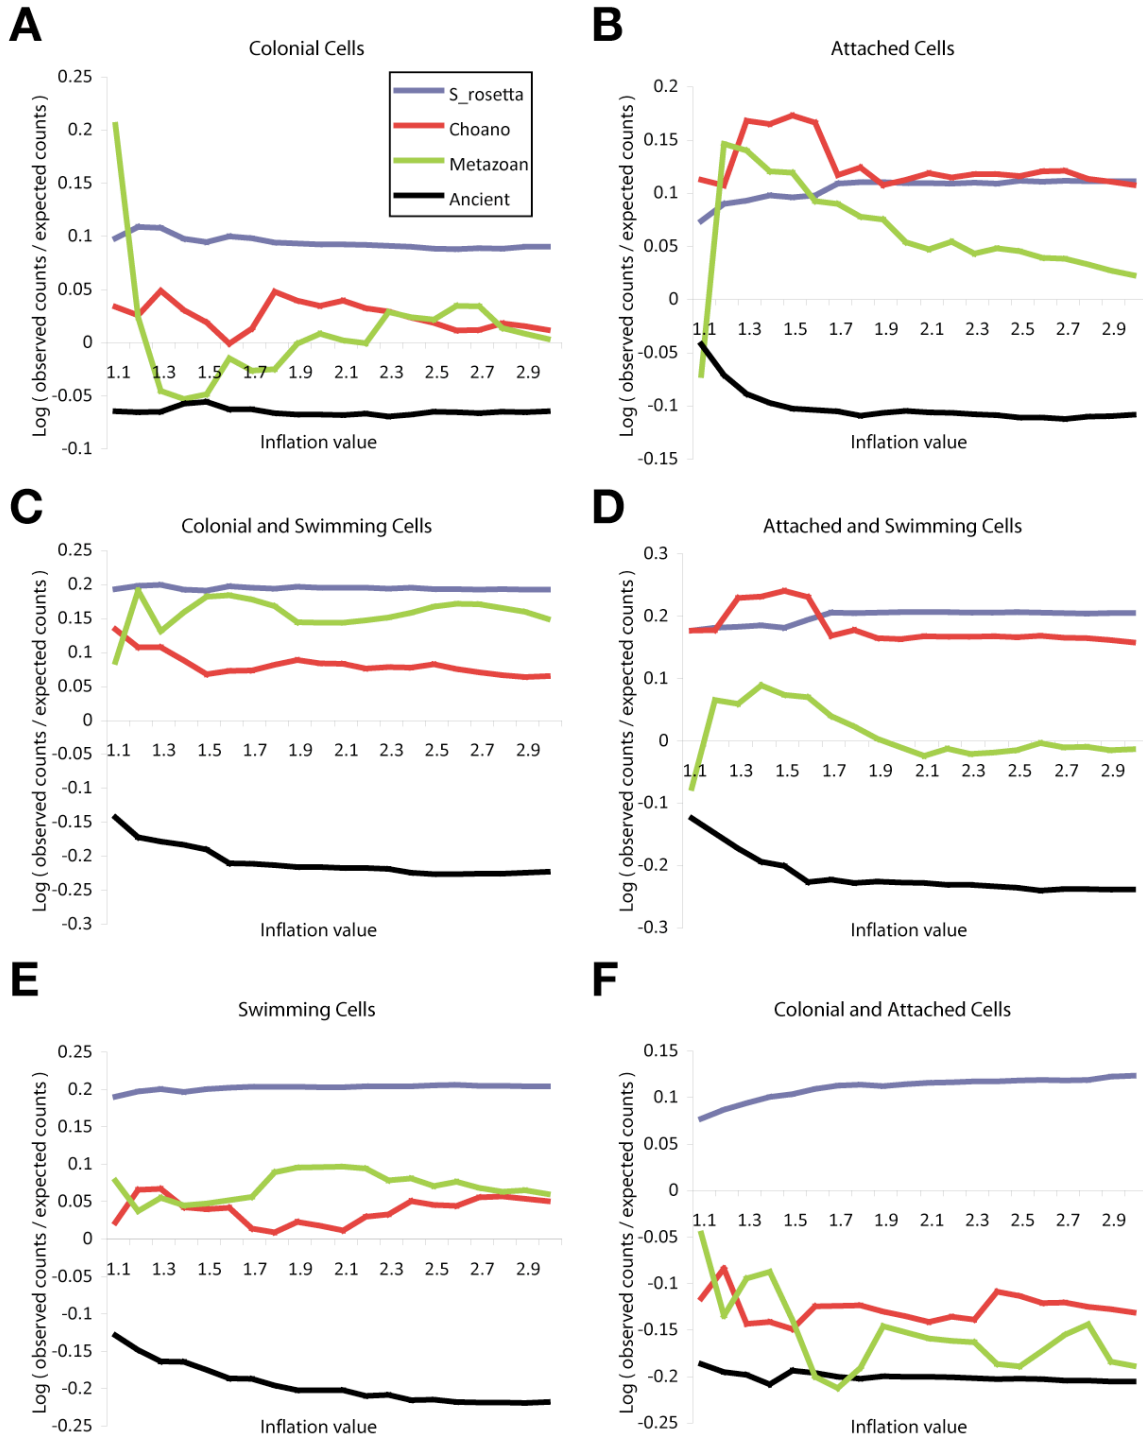 A
Colonial Cells
Log ( observed counts / expected counts )
0.25
0.2
0.15
0.1
0.05
0
-0.05
-0.1
S_rosetta
Choano
Metazoan
Ancient
1.1 1.3 1.5 1.7 1.9 2.1 2.3 2.5 2.7 2.9
Inflation value
B
Attached Cells
Log ( observed counts / expected counts )
0.2
0.15
0.1
0.05
0
-0.05
-0.1
-0.15
1.1 1.3 1.5 1.7 1.9 2.1 2.3 2.5 2.7 2.9
Inflation value
C
Colonial and Swimming Cells
Log ( observed counts / expected counts )
0.25
0.2
0.15
0.1
0.05
0
-0.05
-0.1
-0.15
-0.2
-0.25
-0.3
1.1 1.3 1.5 1.7 1.9 2.1 2.3 2.5 2.7 2.9
Inflation value
D
Attached and Swimming Cells
Log ( observed counts / expected counts )
0.3
0.2
0.1
0
-0.1
-0.2
-0.3
1.1 1.3 1.5 1.7 1.9 2.1 2.3 2.5 2.7 2.9
Inflation value
E
Swimming Cells
Log ( observed counts / expected counts )
0.25
0.2
0.15
0.1
0.05
0
-0.05
-0.1
-0.15
-0.2
-0.25
1.1 1.3 1.5 1.7 1.9 2.1 2.3 2.5 2.7 2.9
Inflation value
F
Colonial and Attached Cells
Log ( observed counts / expected counts )
0.15
0.1
0.05
0
-0.05
-0.1
-0.15
-0.2
-0.25
1.1 1.3 1.5 1.7 1.9 2.1 2.3 2.5 2.7 2.9
Inflation value